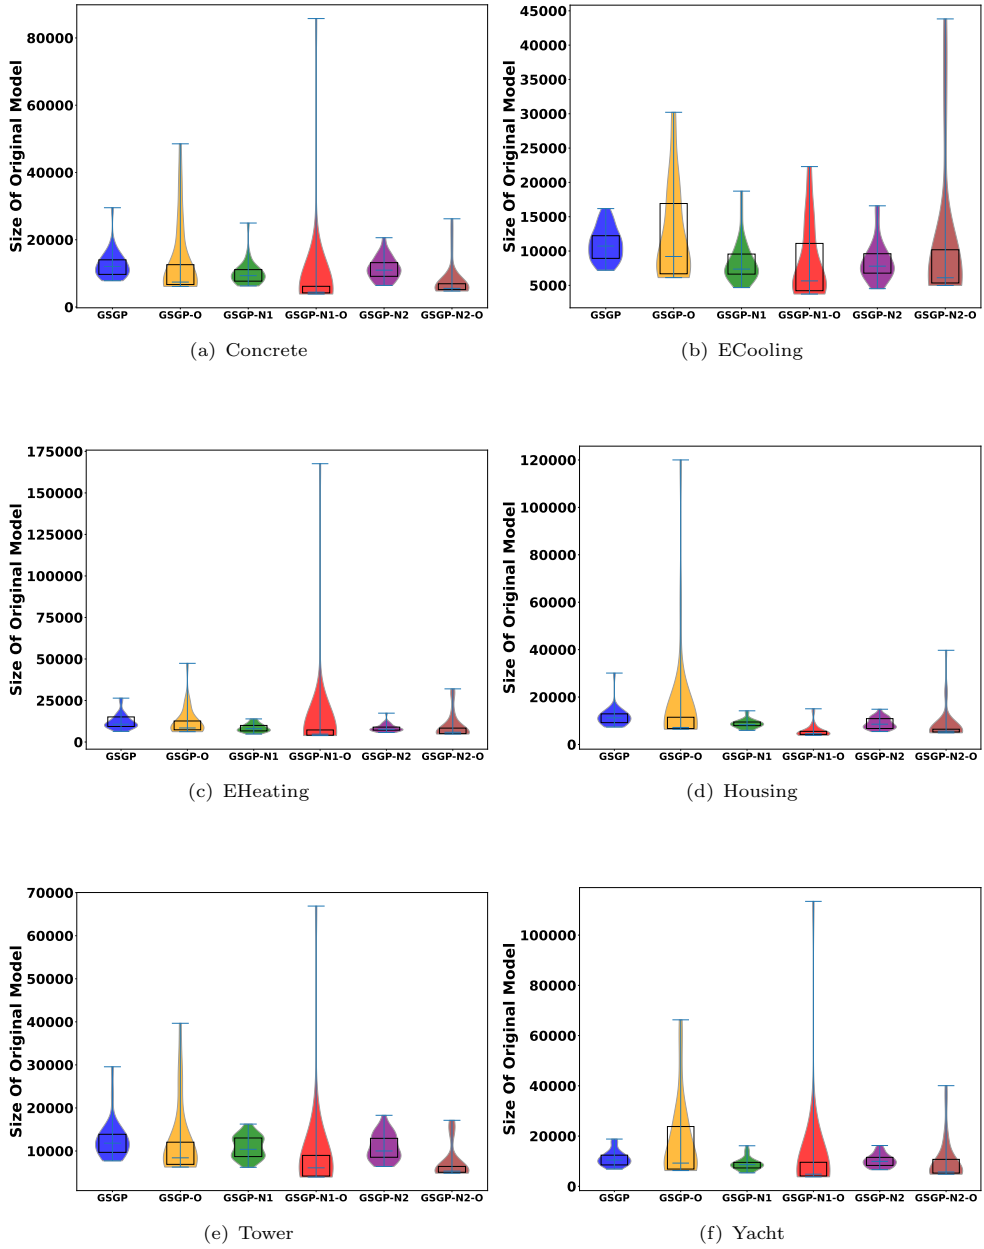 Size Of Original Model
80000
60000
40000
20000
0
GSGP GSGP-O GSGP-N1 GSGP-N1-O GSGP-N2 GSGP-N2-O
(a) Concrete
Size Of Original Model
45000
40000
35000
30000
25000
20000
15000
10000
5000
GSGP GSGP-O GSGP-N1 GSGP-N1-O GSGP-N2 GSGP-N2-O
(b) ECooling
Size Of Original Model
175000
150000
125000
100000
75000
50000
25000
0
GSGP GSGP-O GSGP-N1 GSGP-N1-O GSGP-N2 GSGP-N2-O
(c) EHeating
Size Of Original Model
120000
100000
80000
60000
40000
20000
0
GSGP GSGP-O GSGP-N1 GSGP-N1-O GSGP-N2 GSGP-N2-O
(d) Housing
Size Of Original Model
70000
60000
50000
40000
30000
20000
10000
GSGP GSGP-O GSGP-N1 GSGP-N1-O GSGP-N2 GSGP-N2-O
(e) Tower
Size Of Original Model
100000
80000
60000
40000
20000
0
GSGP GSGP-O GSGP-N1 GSGP-N1-O GSGP-N2 GSGP-N2-O
(f) Yacht